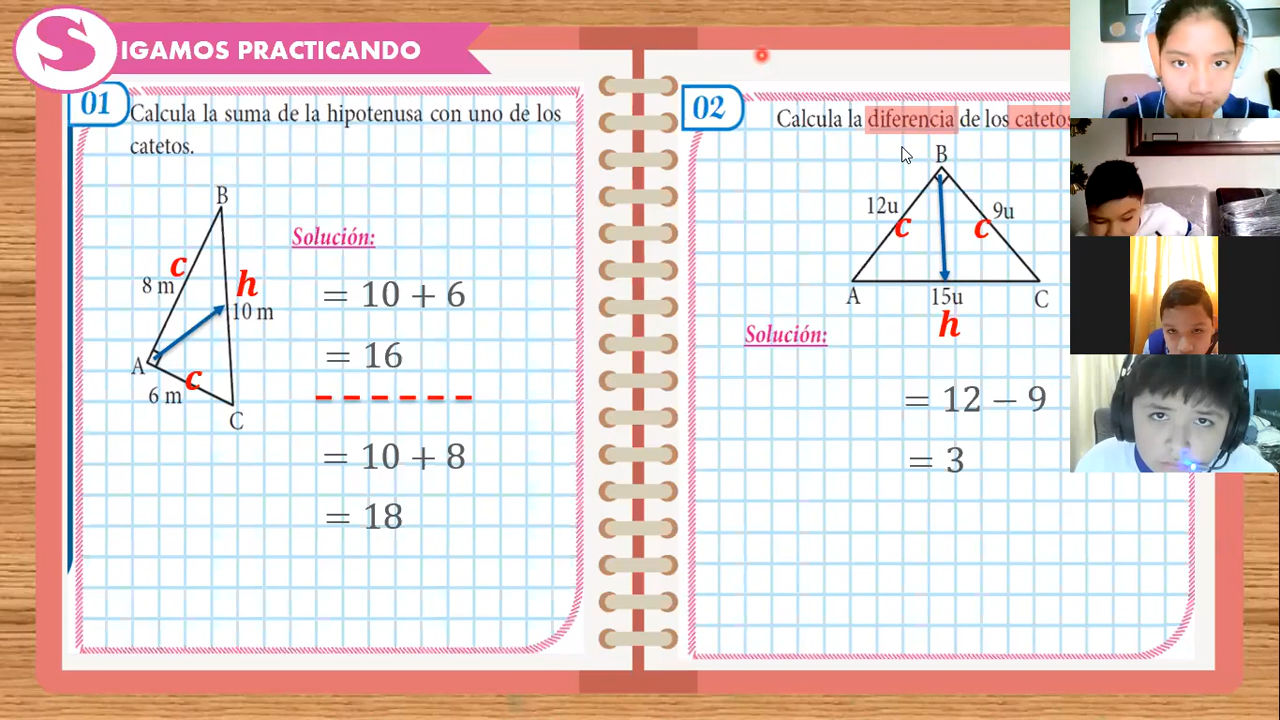 SIGAMOS PRACTICANDO
01
Calcula la suma de la hipotenusa con uno de los
catetos.
B
8 m
c
h
10 m
A
c
6 m
C
Solución:
= 10 + 6
= 16
= 10 + 8
= 18
02
Calcula la diferencia de los catetos
B
12u
c
c
9u
A
15u
C
h
Solución:
= 12 − 9
= 3